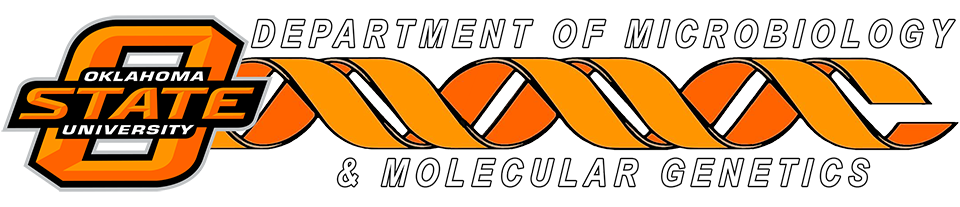 OKLAHOMA
STATE
UNIVERSITY
DEPARTMENT OF MICROBIOLOGY
& MOLECULAR GENETICS